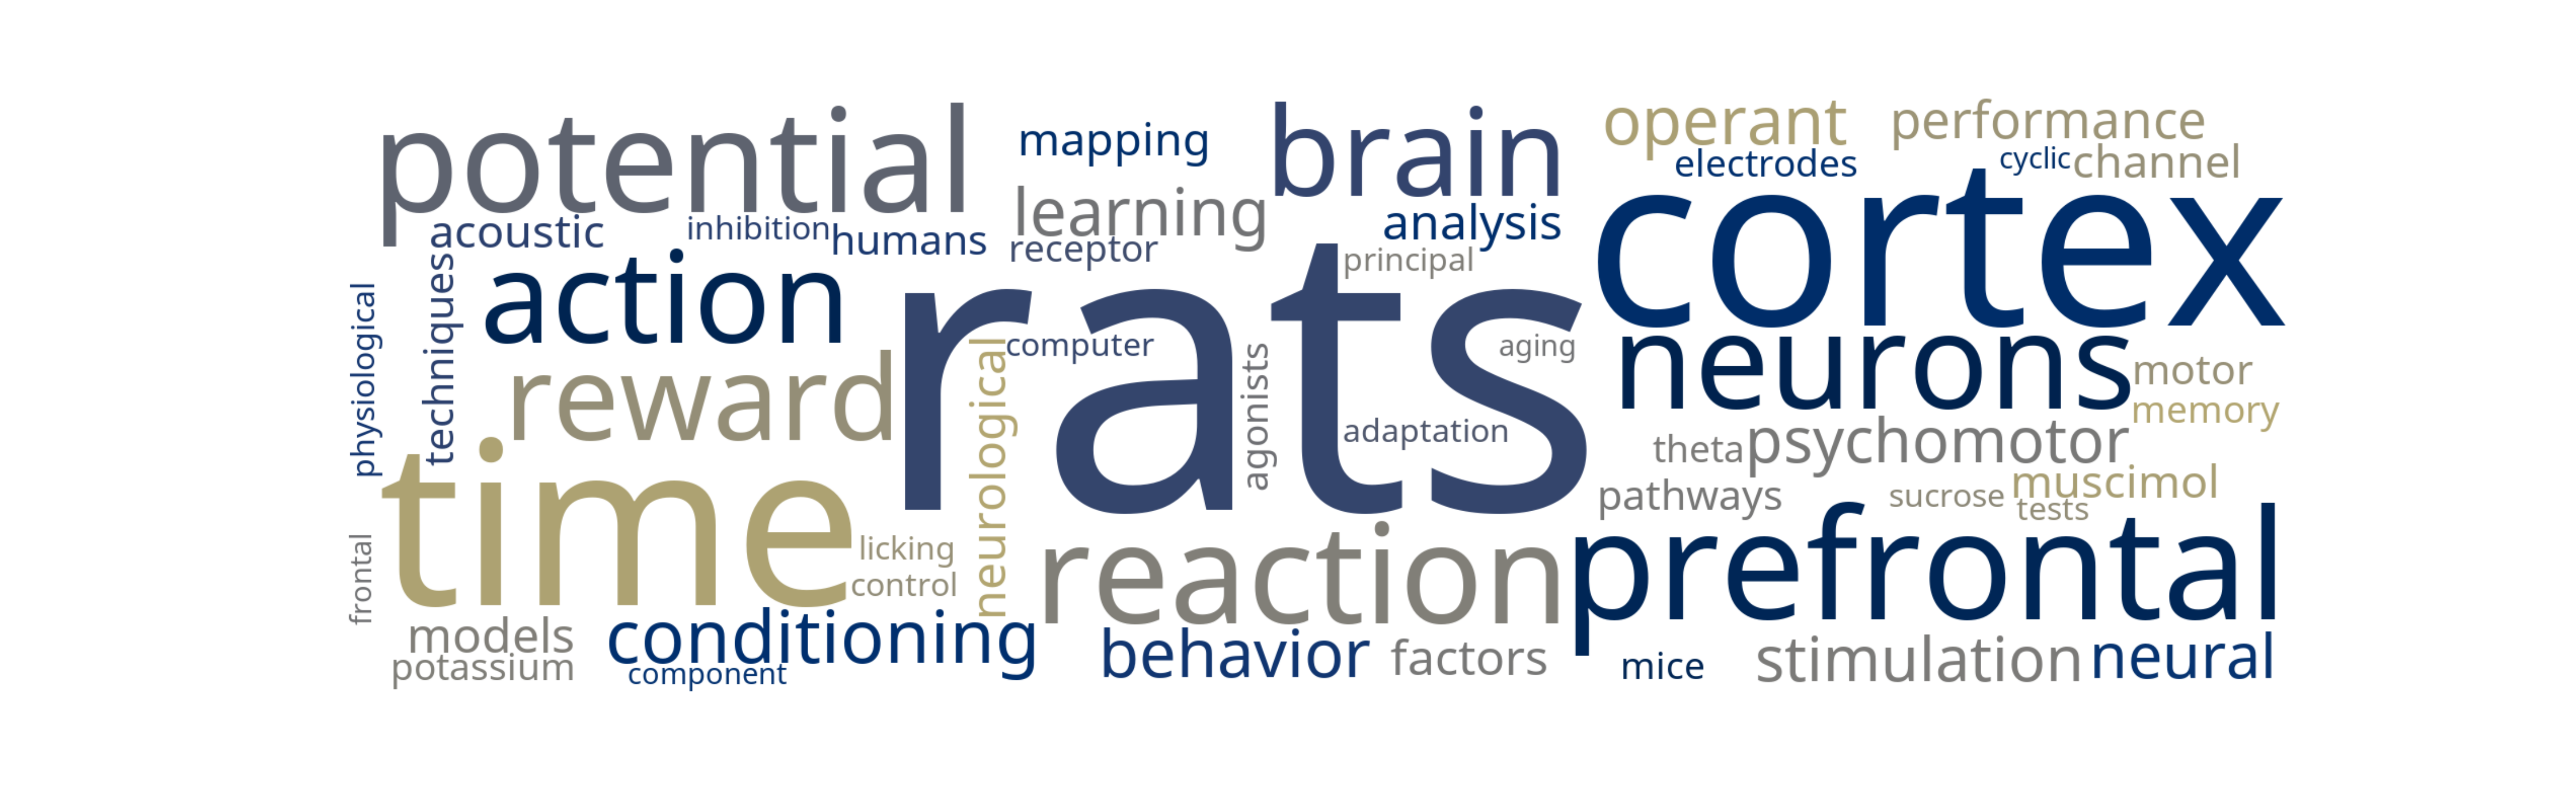 potential
mapping
brain
operant
performance
electrodes
cyclic
channel
learning
analysis
acoustic
inhibition
humans
receptor
principal
cortex
action
techniques
physiological
rats
computer
aging
neurons
motor
reward
neurological
agonists
adaptation
memory
theta
psychomotor
time
pathways
sucrose
muscimol
tests
licking
control
frontal
reaction
prefrontal
models
conditioning
behavior
factors
mice
stimulation
neural
potassium
component